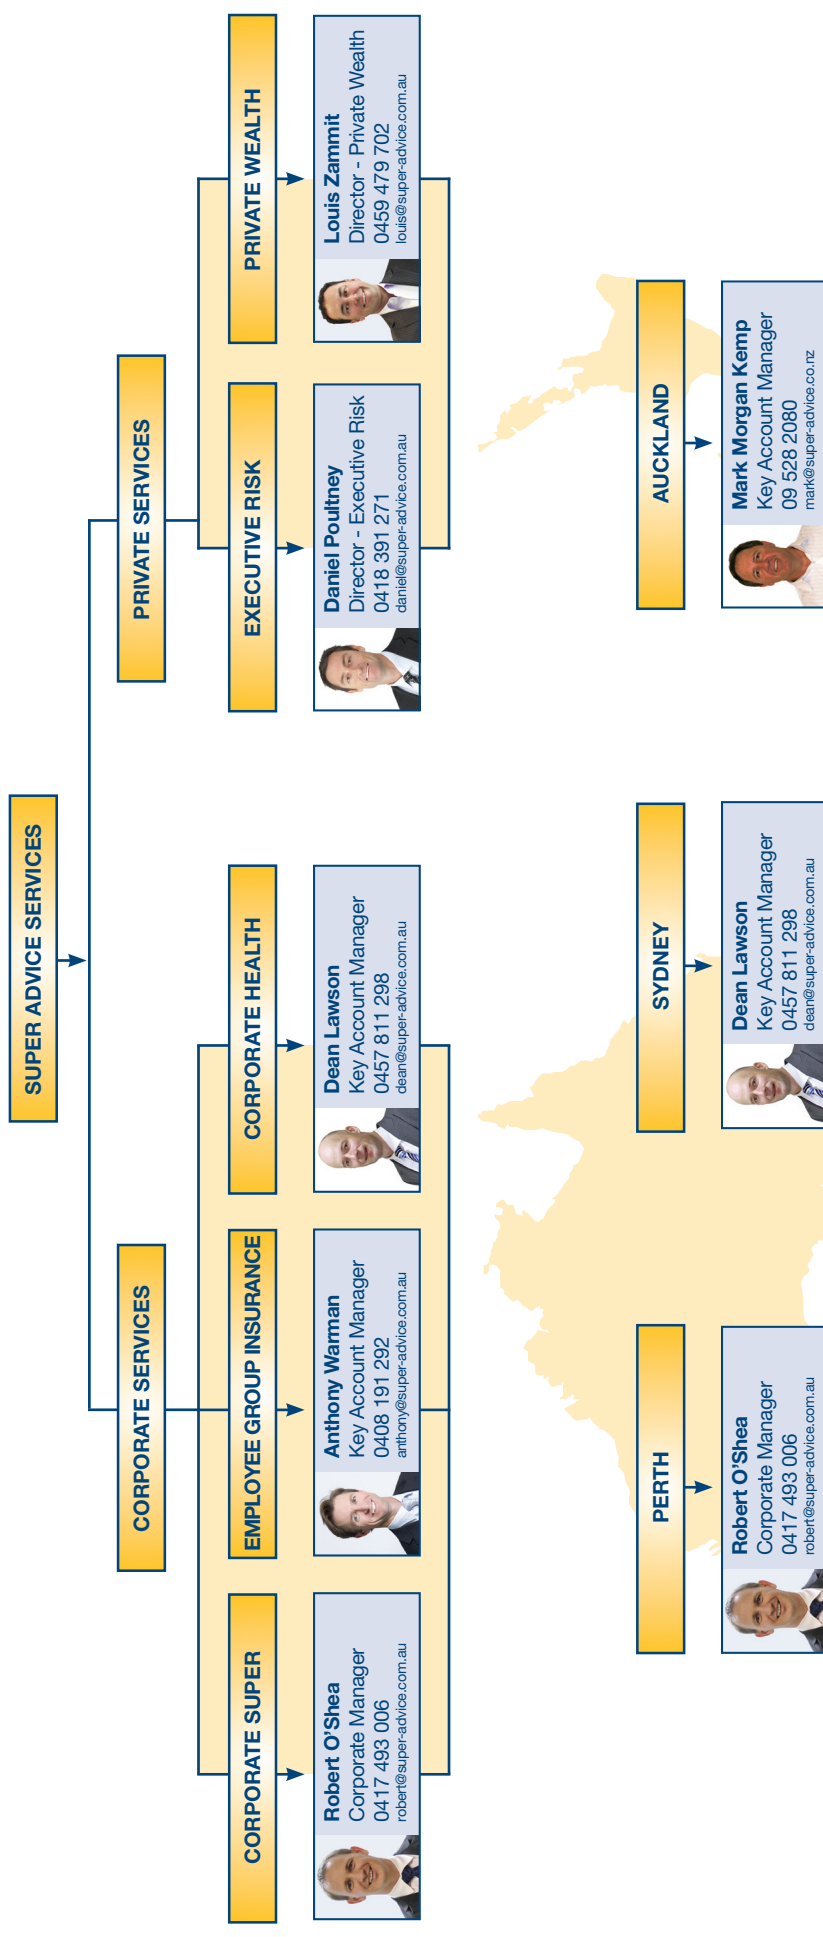 SUPER ADVICE SERVICES
CORPORATE SERVICES
PRIVATE SERVICES
CORPORATE SUPER
EMPLOYEE GROUP INSURANCE
CORPORATE HEALTH
EXECUTIVE RISK
PRIVATE WEALTH
Robert O'Shea
Corporate Manager
0417 493 006
robert@super-advice.com.au
Anthony Warman
Key Account Manager
0408 191 292
anthony@super-advice.com.au
Dean Lawson
Key Account Manager
0457 811 298
dean@super-advice.com.au
Daniel Poultney
Director - Executive Risk
0418 391 271
daniel@super-advice.com.au
Louis Zammit
Director - Private Wealth
0459 479 702
louis@super-advice.com.au
PERTH
SYDNEY
AUCKLAND
Robert O'Shea
Corporate Manager
0417 493 006
robert@super-advice.com.au
Dean Lawson
Key Account Manager
0457 811 298
dean@super-advice.com.au
Mark Morgan Kemp
Key Account Manager
09 528 2080
mark@super-advice.co.nz